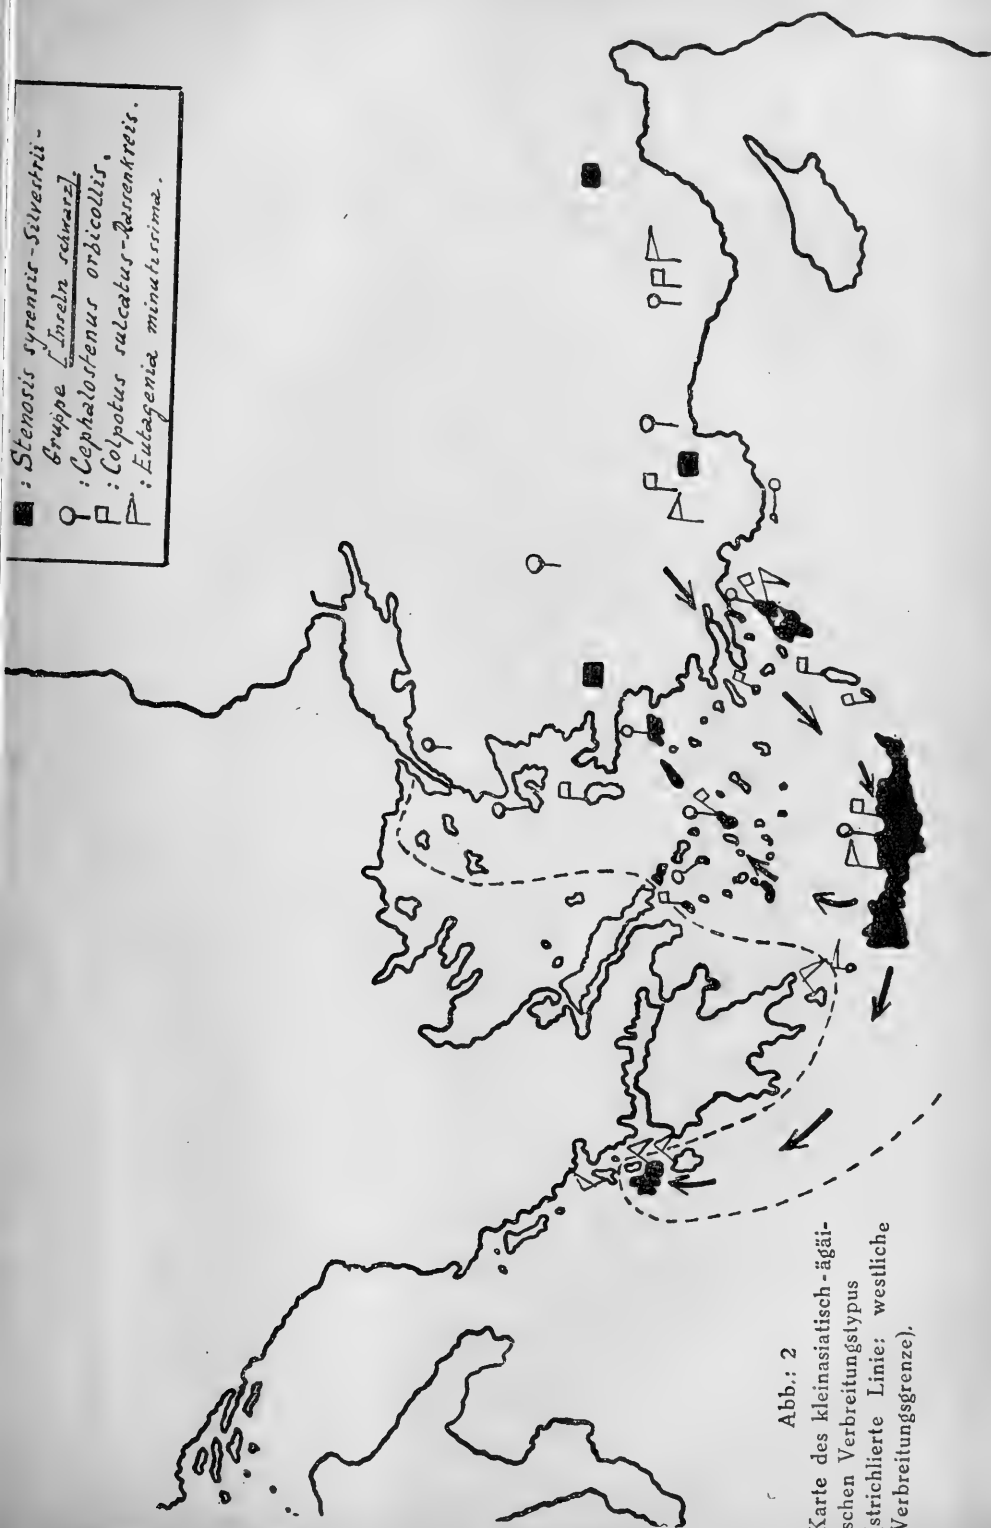 ■ : Stenosis syrensis-Silvestrii-
Gruppe [Inseln schwarz].
: Cephalostenus orbicollis.
: Colpotus sulcatus-Rassenkreis.
: Eutagenia minutissima.
Abb.: 2
Karte des kleinasiatisch-ägäi-
schen Verbreitungstypus
strichlierte Linie: westliche
Verbreitungsgrenze).